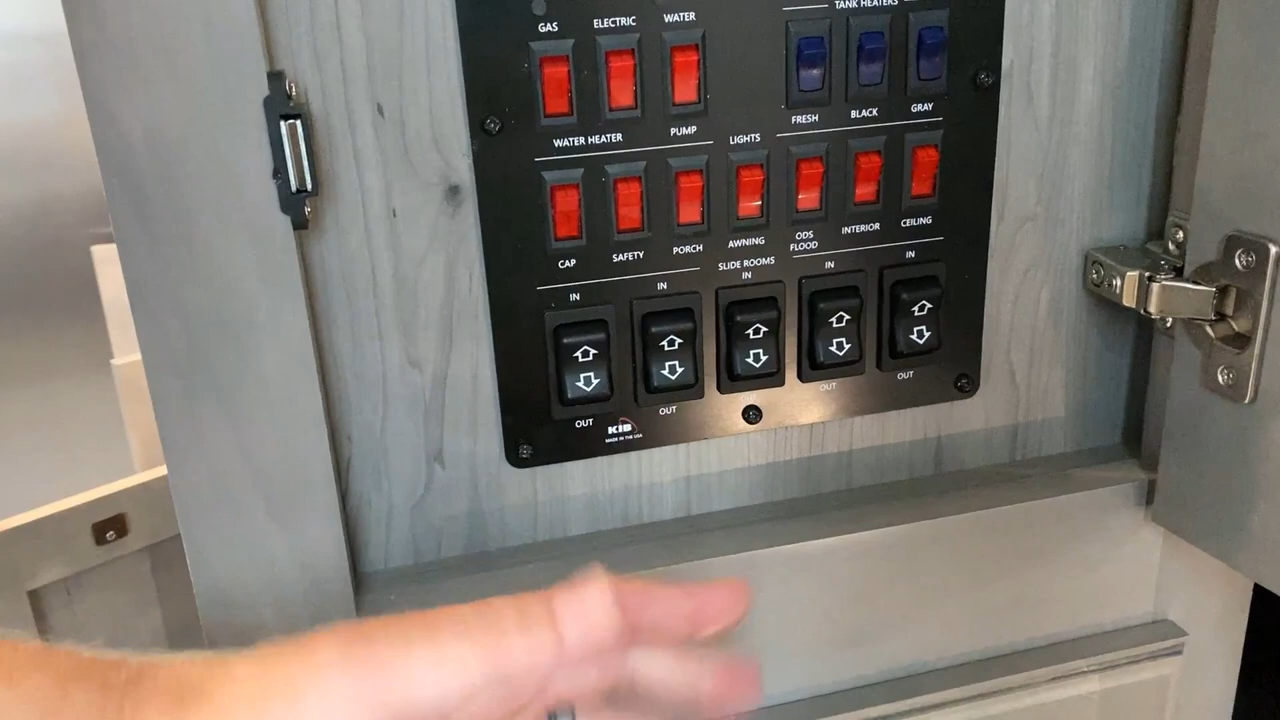 TANK HEATERS
GAS ELECTRIC WATER
FRESH BLACK GRAY
WATER HEATER PUMP
LIGHTS
CAP SAFETY PORCH AWNING ODS FLOOD INTERIOR CEILING
SLIDE ROOMS
IN IN IN IN IN
OUT OUT OUT OUT OUT
KIB
MADE IN THE USA